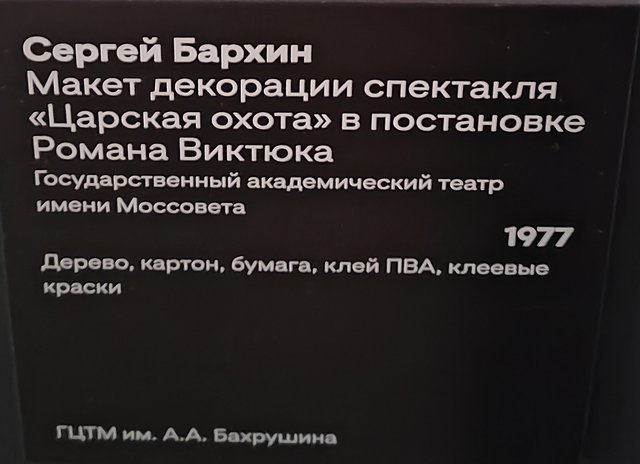 Сергей Бархин
Макет декорации спектакля
«Царская охота» в постановке
Романа Виктюка
Государственный академический театр
имени Моссовета
1977
Дерево, картон, бумага, клей ПВА, клеевые
краски
ГЦТМ им. А.А. Бахрушина